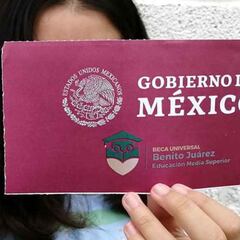 ESTADOS UNIDOS MEXICANOS
GOBIERNO D
MÉXICO
BECA UNIVERSAL
Benito Juárez
Educación Media Superior